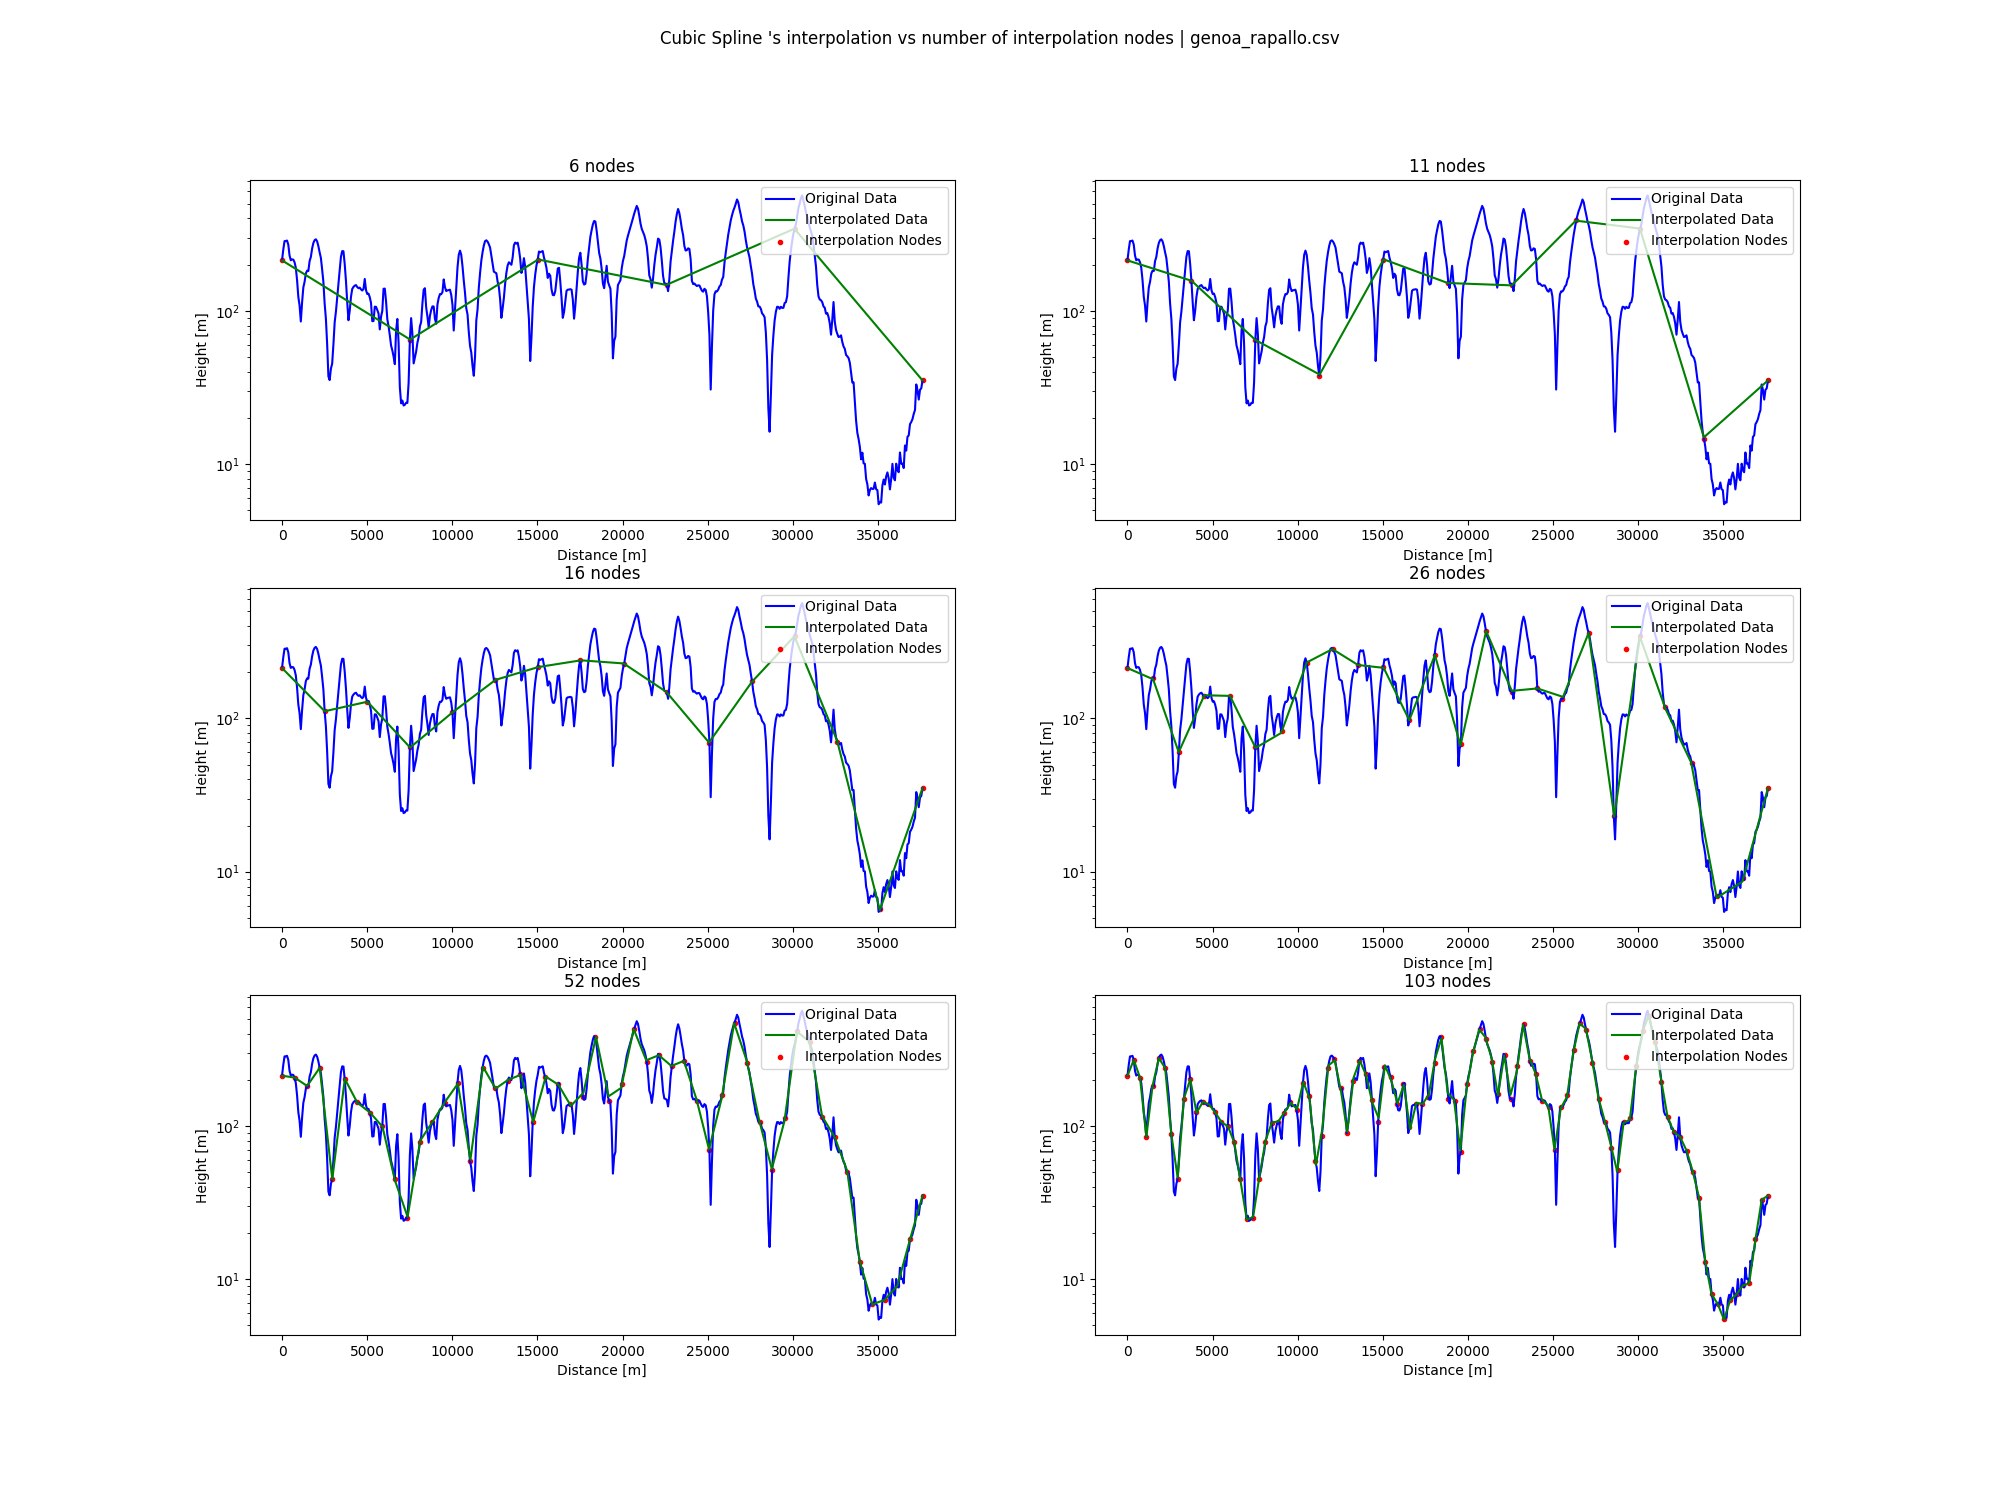 Cubic Spline 's interpolation vs number of interpolation nodes | genoa_rapallo.csv
6 nodes
Original Data
Interpolated Data
Interpolation Nodes
Height [m]
10²
10¹
0 5000 10000 15000 20000 25000 30000 35000
Distance [m]
11 nodes
Original Data
Interpolated Data
Interpolation Nodes
Height [m]
10²
10¹
0 5000 10000 15000 20000 25000 30000 35000
Distance [m]
16 nodes
Original Data
Interpolated Data
Interpolation Nodes
Height [m]
10²
10¹
0 5000 10000 15000 20000 25000 30000 35000
Distance [m]
26 nodes
Original Data
Interpolated Data
Interpolation Nodes
Height [m]
10²
10¹
0 5000 10000 15000 20000 25000 30000 35000
Distance [m]
52 nodes
Original Data
Interpolated Data
Interpolation Nodes
Height [m]
10²
10¹
0 5000 10000 15000 20000 25000 30000 35000
Distance [m]
103 nodes
Original Data
Interpolated Data
Interpolation Nodes
Height [m]
10²
10¹
0 5000 10000 15000 20000 25000 30000 35000
Distance [m]